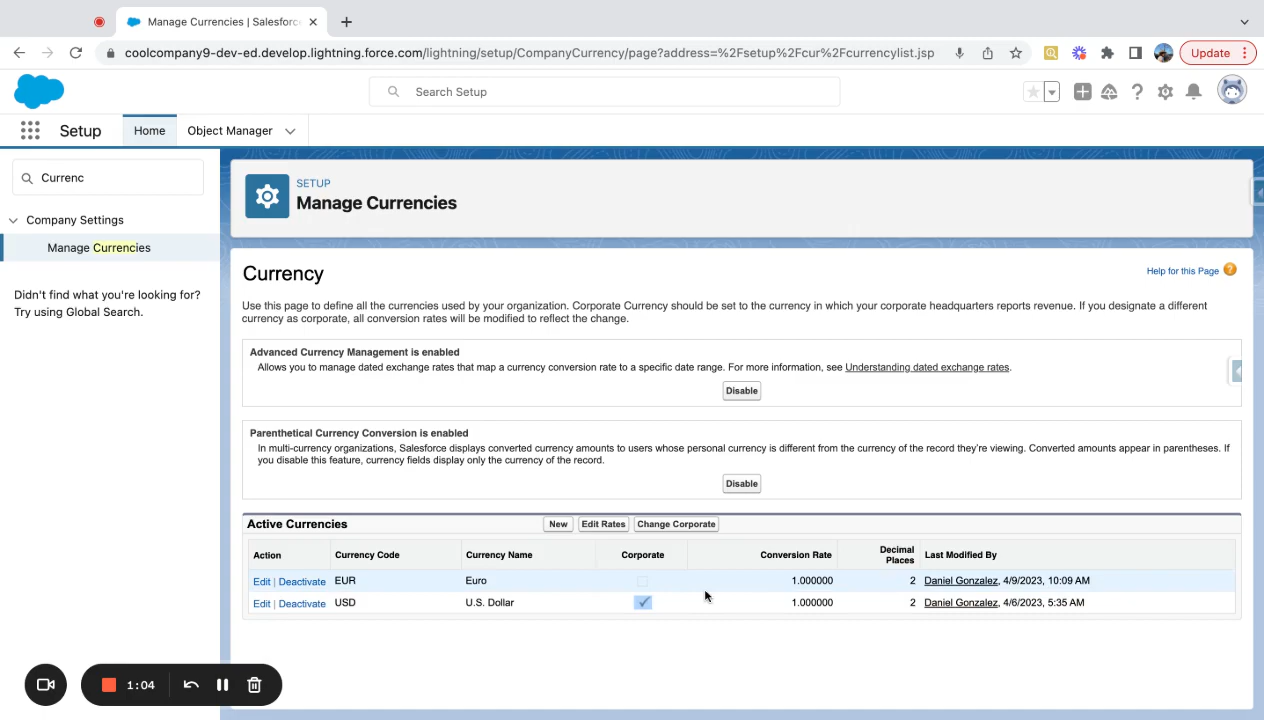 Manage Currencies | Salesforc
coolcompany9-dev-ed.develop.lightning.force.com/lightning/setup/CompanyCurrency/page?address=%2Fsetup%2Fcur%2Fcurrencylist.jsp
Update
Search Setup
Setup
Home
Object Manager
Currenc
Company Settings
Manage Currencies
Didn't find what you're looking for?
Try using Global Search.
SETUP
Manage Currencies
Currency
Help for this Page
Use this page to define all the currencies used by your organization. Corporate Currency should be set to the currency in which your corporate headquarters reports revenue. If you designate a different
currency as corporate, all conversion rates will be modified to reflect the change.
Advanced Currency Management is enabled
Allows you to manage dated exchange rates that map a currency conversion rate to a specific date range. For more information, see Understanding dated exchange rates.
Disable
Parenthetical Currency Conversion is enabled
In multi-currency organizations, Salesforce displays converted currency amounts to users whose personal currency is different from the currency of the record they're viewing. Converted amounts appear in parentheses. If
you disable this feature, currency fields display only the currency of the record.
Disable
Active Currencies New Edit Rates Change Corporate
Action Currency Code Currency Name Corporate Conversion Rate Decimal Places Last Modified By
Edit | Deactivate EUR Euro 1.000000 2 Daniel Gonzalez, 4/9/2023, 10:09 AM
Edit | Deactivate USD U.S. Dollar 1.000000 2 Daniel Gonzalez, 4/6/2023, 5:35 AM
1:04